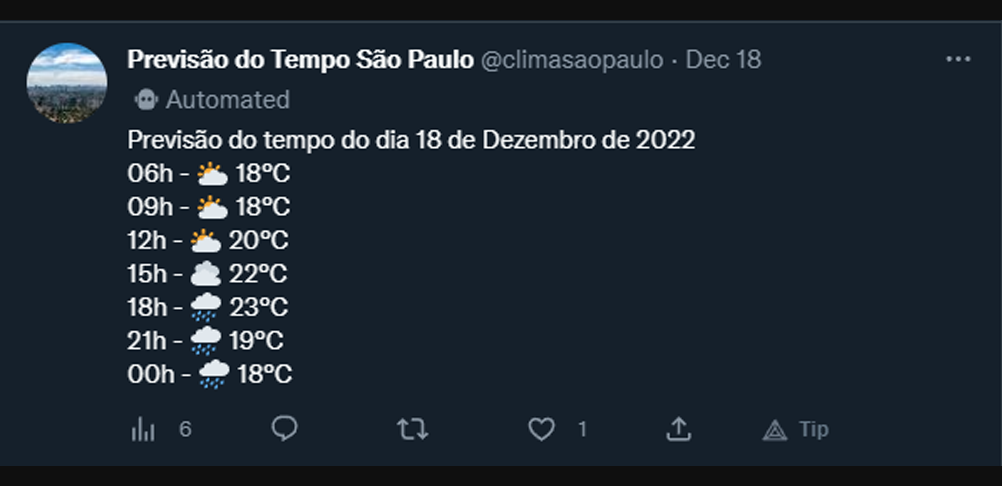 Previsão do Tempo São Paulo @climasaopaulo · Dec 18
Automated
Previsão do tempo do dia 18 de Dezembro de 2022
06h - 🌤️ 18ºC
09h - 🌤️ 18ºC
12h - 🌤️ 20ºC
15h - ☁️ 22ºC
18h - 🌧️ 23ºC
21h - 🌧️ 19ºC
00h - 🌧️ 18ºC
6 1 Tip